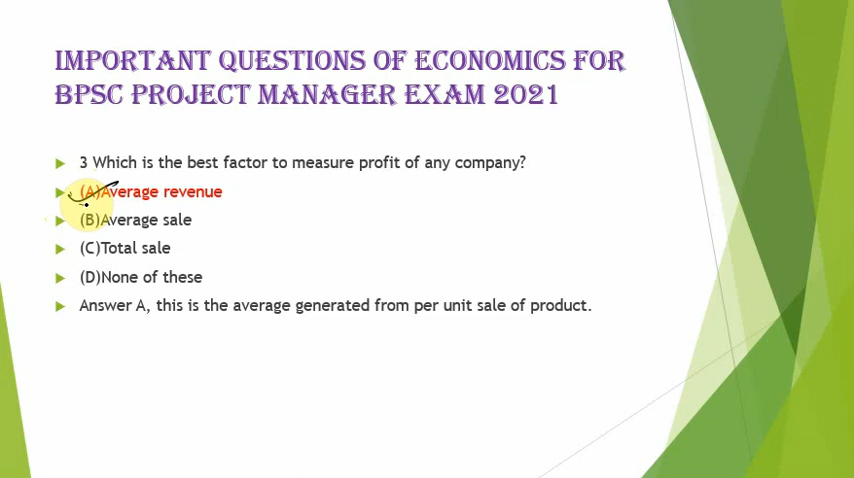 IMPORTANT QUESTIONS OF ECONOMICS FOR
BPSC PROJECT MANAGER EXAM 2021
3 Which is the best factor to measure profit of any company?
(A)Average revenue
(B)Average sale
(C)Total sale
(D)None of these
Answer A, this is the average generated from per unit sale of product.